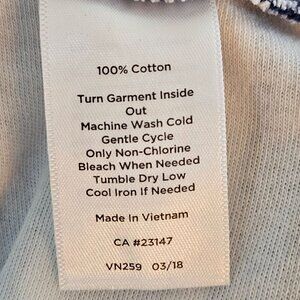 100% Cotton
Turn Garment Inside
Out
Machine Wash Cold
Gentle Cycle
Only Non-Chlorine
Bleach When Needed
Tumble Dry Low
Cool Iron If Needed
Made In Vietnam
CA #23147
VN259 03/18